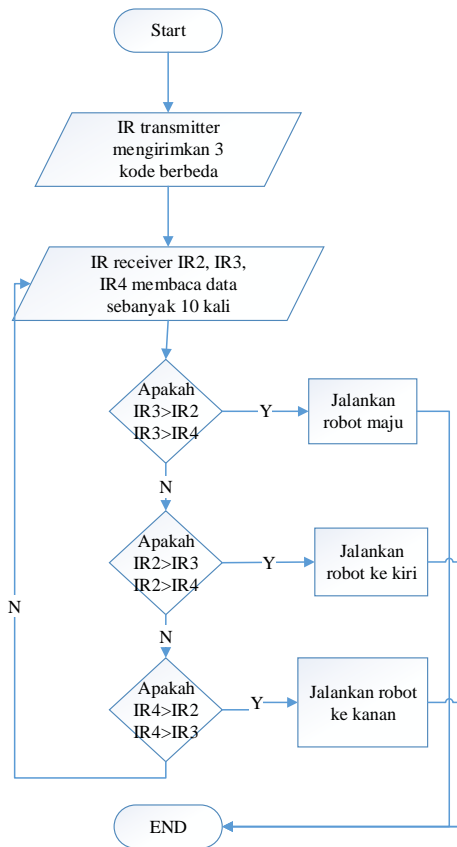 Start
IR transmitter
mengirimkan 3
kode berbeda
IR receiver IR2, IR3,
IR4 membaca data
sebanyak 10 kali
Apakah
IR3>IR2
IR3>IR4
Y
Jalankan
robot maju
N
Apakah
IR2>IR3
IR2>IR4
Y
Jalankan
robot ke kiri
N
N
Apakah
IR4>IR2
IR4>IR3
Y
Jalankan robot
ke kanan
END